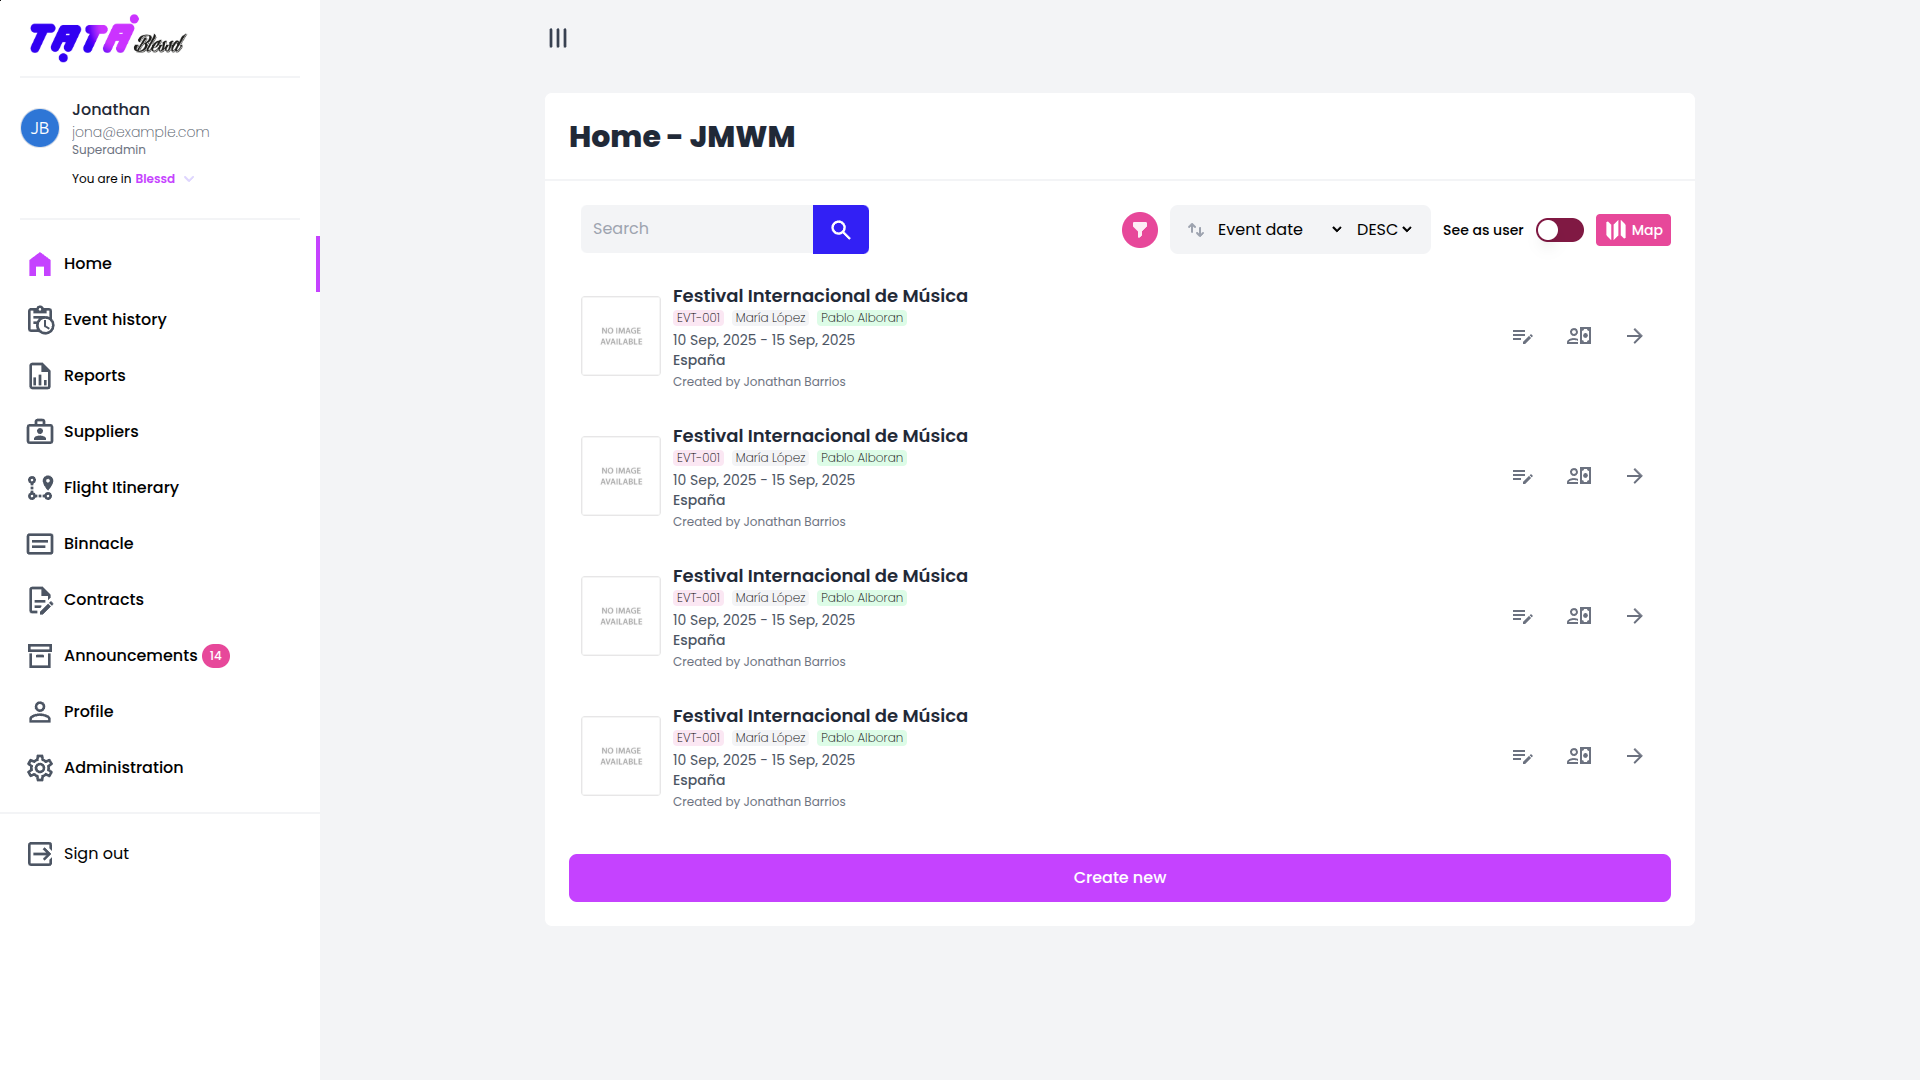 TATA Blessd
JB
Jonathan
jona@example.com
Superadmin
You are in Blessd
Home
Event history
Reports
Suppliers
Flight Itinerary
Binnacle
Contracts
Announcements 14
Profile
Administration
Sign out
Home - JMWM
Search
Event date
DESC
See as user
Map
NO IMAGE
AVAILABLE
Festival Internacional de Música
EVT-001 María López Pablo Alboran
10 Sep, 2025 - 15 Sep, 2025
España
Created by Jonathan Barrios
NO IMAGE
AVAILABLE
Festival Internacional de Música
EVT-001 María López Pablo Alboran
10 Sep, 2025 - 15 Sep, 2025
España
Created by Jonathan Barrios
NO IMAGE
AVAILABLE
Festival Internacional de Música
EVT-001 María López Pablo Alboran
10 Sep, 2025 - 15 Sep, 2025
España
Created by Jonathan Barrios
NO IMAGE
AVAILABLE
Festival Internacional de Música
EVT-001 María López Pablo Alboran
10 Sep, 2025 - 15 Sep, 2025
España
Created by Jonathan Barrios
Create new